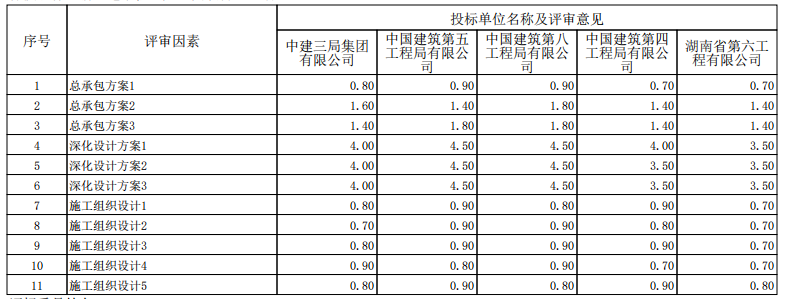 序号 评审因素 投标单位名称及评审意见
中建三局集团有限公司 中国建筑第五工程局有限公司 中国建筑第八工程局有限公司 中国建筑第四工程局有限公司 湖南省第六工程有限公司
1 总承包方案1 0.80 0.90 0.90 0.70 0.70
2 总承包方案2 1.60 1.40 1.80 1.40 1.40
3 总承包方案3 1.40 1.80 1.80 1.40 1.40
4 深化设计方案1 4.00 4.50 4.50 4.00 3.50
5 深化设计方案2 4.00 4.50 4.50 3.50 3.50
6 深化设计方案3 4.00 4.50 4.50 3.50 3.50
7 施工组织设计1 0.80 0.90 0.90 0.80 0.70
8 施工组织设计2 0.70 0.90 0.80 0.90 0.70
9 施工组织设计3 0.80 0.90 0.90 0.90 0.70
10 施工组织设计4 0.90 0.80 0.90 0.70 0.70
11 施工组织设计5 0.80 0.90 0.80 0.90 0.80